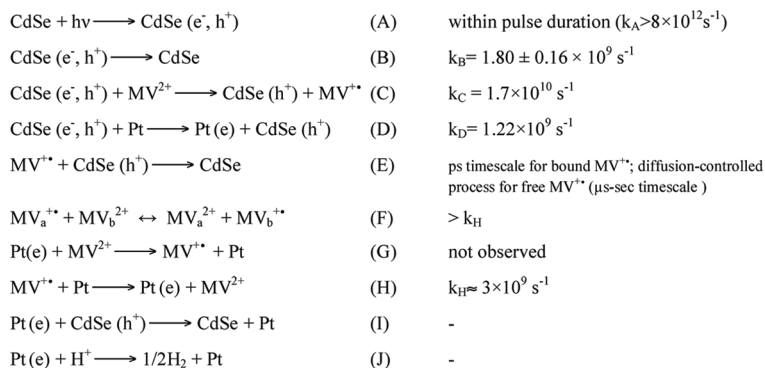 CdSe + hν ⟶ CdSe (e⁻, h⁺) (A) within pulse duration (k_A>8×10¹²s⁻¹)
CdSe (e⁻, h⁺) ⟶ CdSe (B) k_B= 1.80 ± 0.16 × 10⁹ s⁻¹
CdSe (e⁻, h⁺) + MV²⁺ ⟶ CdSe (h⁺) + MV⁺• (C) k_C = 1.7×10¹⁰ s⁻¹
CdSe (e⁻, h⁺) + Pt ⟶ Pt (e) + CdSe (h⁺) (D) k_D= 1.22×10⁹ s⁻¹
MV⁺• + CdSe (h⁺) ⟶ CdSe (E) ps timescale for bound MV⁺•; diffusion-controlled
process for free MV⁺• (µs-sec timescale )
MVₐ⁺• + MV_b²⁺ ↔ MVₐ²⁺ + MV_b⁺• (F) > k_H
Pt(e) + MV²⁺ ⟶ MV⁺• + Pt (G) not observed
MV⁺• + Pt ⟶ Pt (e) + MV²⁺ (H) k_H≈ 3×10⁹ s⁻¹
Pt (e) + CdSe (h⁺) ⟶ CdSe + Pt (I) -
Pt (e) + H⁺ ⟶ 1/2H₂ + Pt (J) -